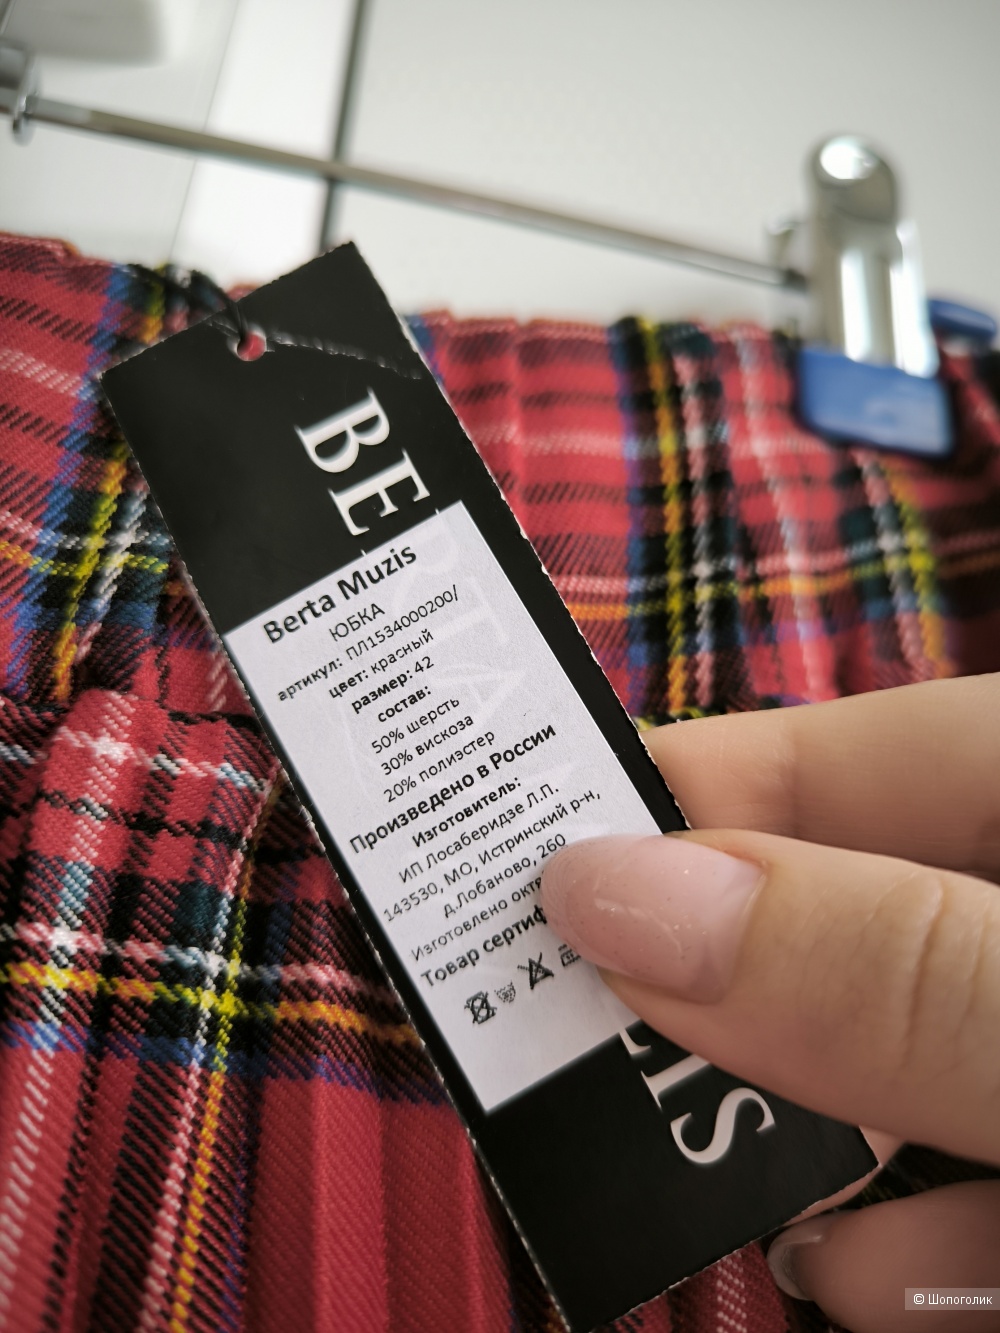 BE
Berta Muzis
ЮБКА
артикул: ПЛ1534000200/
цвет: красный
размер: 42
состав:
50% шерсть
30% вискоза
20% полиэстер
Произведено в России
Изготовитель:
ИП Лосаберидзе Л.П.
143530, МО, Истринский р-н,
д.Лобаново, 260
Изготовлено
Товар
IS
© Шопоголик